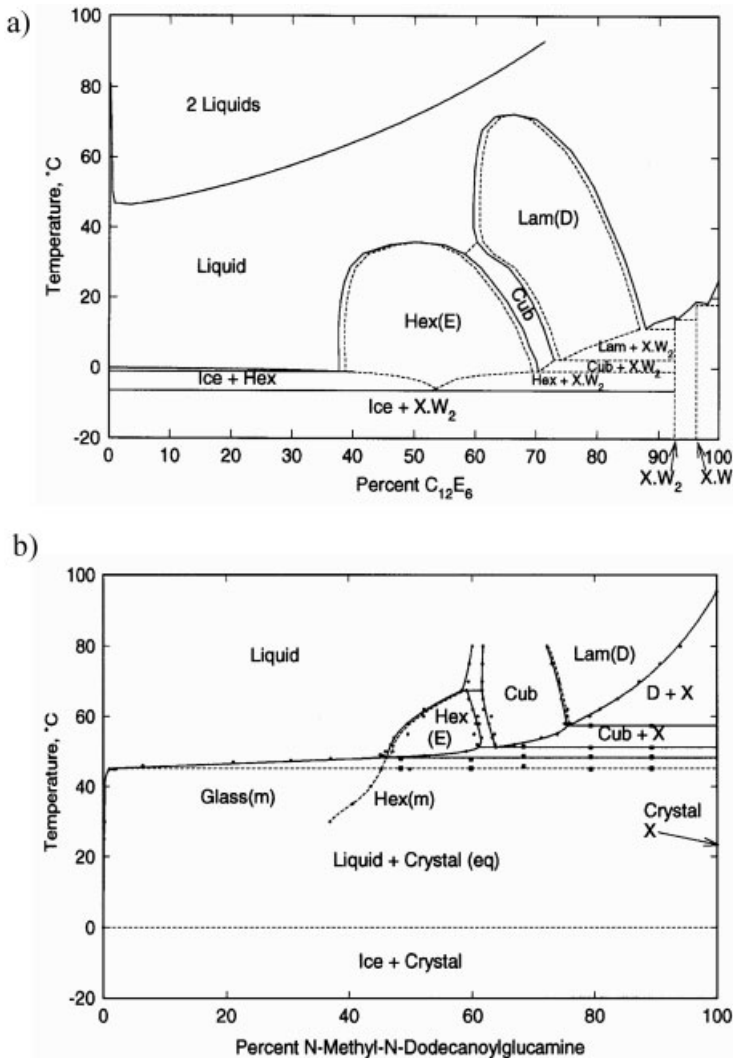 a)
100
80
60
40
20
0
-20
Temperature, °C
2 Liquids
Liquid
Lam(D)
Cub
Hex(E)
Lam + X.W₂
Cub + X.W₂
Hex + X.W₂
Ice + Hex
Ice + X.W₂
0 10 20 30 40 50 60 70 80 90 100
Percent C₁₂E₆
X.W₂ X.W
b)
100
80
60
40
20
0
-20
Temperature, °C
Liquid
Lam(D)
Cub
D + X
Hex
(E)
Cub + X
Glass(m)
Hex(m)
Crystal
X
Liquid + Crystal (eq)
Ice + Crystal
0 20 40 60 80 100
Percent N-Methyl-N-Dodecanoylglucamine